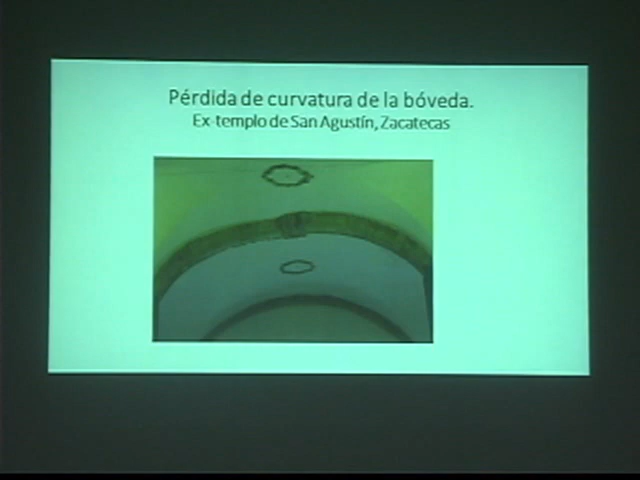 Pérdida de curvatura de la bóveda.
Ex-templo de San Agustín, Zacatecas